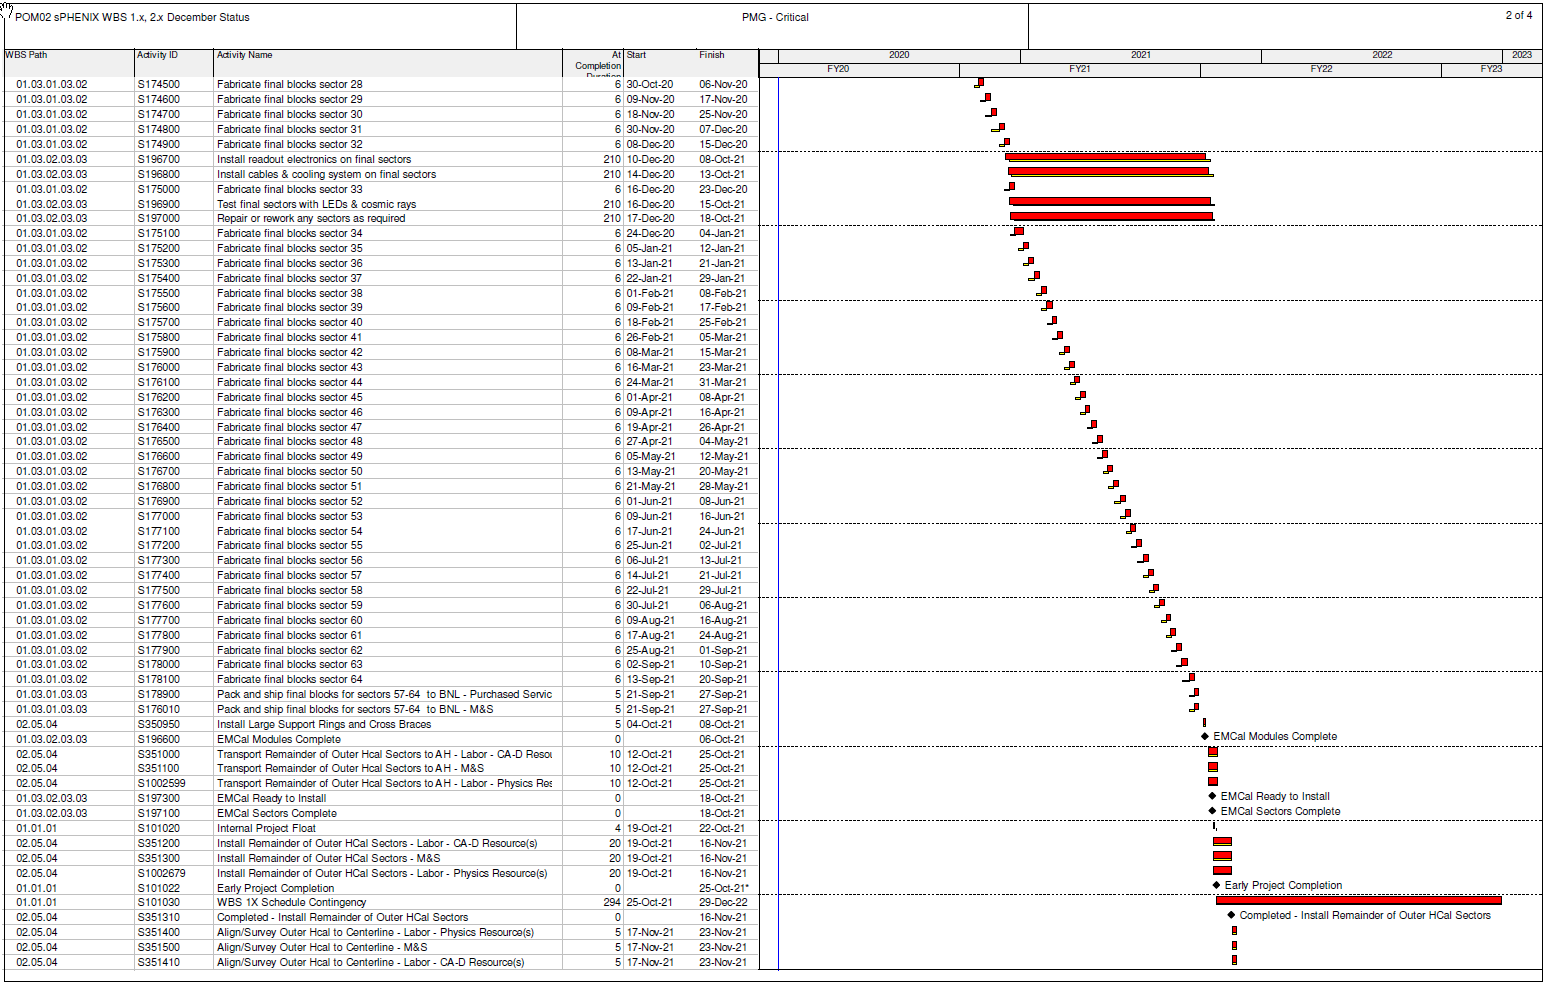 POM02 sPHENIX WBS 1.x, 2.x December Status PMG - Critical 2 of 4
WBS Path Activity ID Activity Name At Completion Duration Start Finish 2020 2021 2022 2023
FY20 FY21 FY22 FY23
01.03.01.03.02 S174500 Fabricate final blocks sector 28 6 30-Oct-20 06-Nov-20
01.03.01.03.02 S174600 Fabricate final blocks sector 29 6 09-Nov-20 17-Nov-20
01.03.01.03.02 S174700 Fabricate final blocks sector 30 6 18-Nov-20 25-Nov-20
01.03.01.03.02 S174800 Fabricate final blocks sector 31 6 30-Nov-20 07-Dec-20
01.03.01.03.02 S174900 Fabricate final blocks sector 32 6 08-Dec-20 15-Dec-20
01.03.02.03.03 S196700 Install readout electronics on final sectors 210 10-Dec-20 08-Oct-21
01.03.02.03.03 S196800 Install cables & cooling system on final sectors 210 14-Dec-20 13-Oct-21
01.03.01.03.02 S175000 Fabricate final blocks sector 33 6 16-Dec-20 23-Dec-20
01.03.02.03.03 S196900 Test final sectors with LEDs & cosmic rays 210 16-Dec-20 15-Oct-21
01.03.02.03.03 S197000 Repair or rework any sectors as required 210 17-Dec-20 18-Oct-21
01.03.01.03.02 S175100 Fabricate final blocks sector 34 6 24-Dec-20 04-Jan-21
01.03.01.03.02 S175200 Fabricate final blocks sector 35 6 05-Jan-21 12-Jan-21
01.03.01.03.02 S175300 Fabricate final blocks sector 36 6 13-Jan-21 21-Jan-21
01.03.01.03.02 S175400 Fabricate final blocks sector 37 6 22-Jan-21 29-Jan-21
01.03.01.03.02 S175500 Fabricate final blocks sector 38 6 01-Feb-21 08-Feb-21
01.03.01.03.02 S175600 Fabricate final blocks sector 39 6 09-Feb-21 17-Feb-21
01.03.01.03.02 S175700 Fabricate final blocks sector 40 6 18-Feb-21 25-Feb-21
01.03.01.03.02 S175800 Fabricate final blocks sector 41 6 26-Feb-21 05-Mar-21
01.03.01.03.02 S175900 Fabricate final blocks sector 42 6 08-Mar-21 15-Mar-21
01.03.01.03.02 S176000 Fabricate final blocks sector 43 6 16-Mar-21 23-Mar-21
01.03.01.03.02 S176100 Fabricate final blocks sector 44 6 24-Mar-21 31-Mar-21
01.03.01.03.02 S176200 Fabricate final blocks sector 45 6 01-Apr-21 08-Apr-21
01.03.01.03.02 S176300 Fabricate final blocks sector 46 6 09-Apr-21 16-Apr-21
01.03.01.03.02 S176400 Fabricate final blocks sector 47 6 19-Apr-21 26-Apr-21
01.03.01.03.02 S176500 Fabricate final blocks sector 48 6 27-Apr-21 04-May-21
01.03.01.03.02 S176600 Fabricate final blocks sector 49 6 05-May-21 12-May-21
01.03.01.03.02 S176700 Fabricate final blocks sector 50 6 13-May-21 20-May-21
01.03.01.03.02 S176800 Fabricate final blocks sector 51 6 21-May-21 28-May-21
01.03.01.03.02 S176900 Fabricate final blocks sector 52 6 01-Jun-21 08-Jun-21
01.03.01.03.02 S177000 Fabricate final blocks sector 53 6 09-Jun-21 16-Jun-21
01.03.01.03.02 S177100 Fabricate final blocks sector 54 6 17-Jun-21 24-Jun-21
01.03.01.03.02 S177200 Fabricate final blocks sector 55 6 25-Jun-21 02-Jul-21
01.03.01.03.02 S177300 Fabricate final blocks sector 56 6 06-Jul-21 13-Jul-21
01.03.01.03.02 S177400 Fabricate final blocks sector 57 6 14-Jul-21 21-Jul-21
01.03.01.03.02 S177500 Fabricate final blocks sector 58 6 22-Jul-21 29-Jul-21
01.03.01.03.02 S177600 Fabricate final blocks sector 59 6 30-Jul-21 06-Aug-21
01.03.01.03.02 S177700 Fabricate final blocks sector 60 6 09-Aug-21 16-Aug-21
01.03.01.03.02 S177800 Fabricate final blocks sector 61 6 17-Aug-21 24-Aug-21
01.03.01.03.02 S177900 Fabricate final blocks sector 62 6 25-Aug-21 01-Sep-21
01.03.01.03.02 S178000 Fabricate final blocks sector 63 6 02-Sep-21 10-Sep-21
01.03.01.03.02 S178100 Fabricate final blocks sector 64 6 13-Sep-21 20-Sep-21
01.03.01.03.03 S178900 Pack and ship final blocks for sectors 57-64 to BNL - Purchased Servic 5 21-Sep-21 27-Sep-21
01.03.01.03.03 S176010 Pack and ship final blocks for sectors 57-64 to BNL - M&S 5 21-Sep-21 27-Sep-21
02.05.04 S350950 Install Large Support Rings and Cross Braces 5 04-Oct-21 08-Oct-21
01.03.02.03.03 S196600 EMCal Modules Complete 0 06-Oct-21 EMCal Modules Complete
02.05.04 S351000 Transport Remainder of Outer Hcal Sectors to AH - Labor - CA-D Resou 10 12-Oct-21 25-Oct-21
02.05.04 S351100 Transport Remainder of Outer Hcal Sectors to AH - M&S 10 12-Oct-21 25-Oct-21
02.05.04 S1002599 Transport Remainder of Outer Hcal Sectors to AH - Labor - Physics Res 10 12-Oct-21 25-Oct-21
01.03.02.03.03 S197300 EMCal Ready to Install 0 18-Oct-21 EMCal Ready to Install
01.03.02.03.03 S197100 EMCal Sectors Complete 0 18-Oct-21 EMCal Sectors Complete
01.01.01 S101020 Internal Project Float 4 19-Oct-21 22-Oct-21
02.05.04 S351200 Install Remainder of Outer HCal Sectors - Labor - CA-D Resource(s) 20 19-Oct-21 16-Nov-21
02.05.04 S351300 Install Remainder of Outer HCal Sectors - M&S 20 19-Oct-21 16-Nov-21
02.05.04 S1002679 Install Remainder of Outer HCal Sectors - Labor - Physics Resource(s) 20 19-Oct-21 16-Nov-21
01.01.01 S101022 Early Project Completion 0 25-Oct-21* Early Project Completion
01.01.01 S101030 WBS 1X Schedule Contingency 294 25-Oct-21 29-Dec-22
02.05.04 S351310 Completed - Install Remainder of Outer HCal Sectors 0 16-Nov-21 Completed - Install Remainder of Outer HCal Sectors
02.05.04 S351400 Align/Survey Outer Hcal to Centerline - Labor - Physics Resource(s) 5 17-Nov-21 23-Nov-21
02.05.04 S351500 Align/Survey Outer Hcal to Centerline - M&S 5 17-Nov-21 23-Nov-21
02.05.04 S351410 Align/Survey Outer Hcal to Centerline - Labor - CA-D Resource(s) 5 17-Nov-21 23-Nov-21